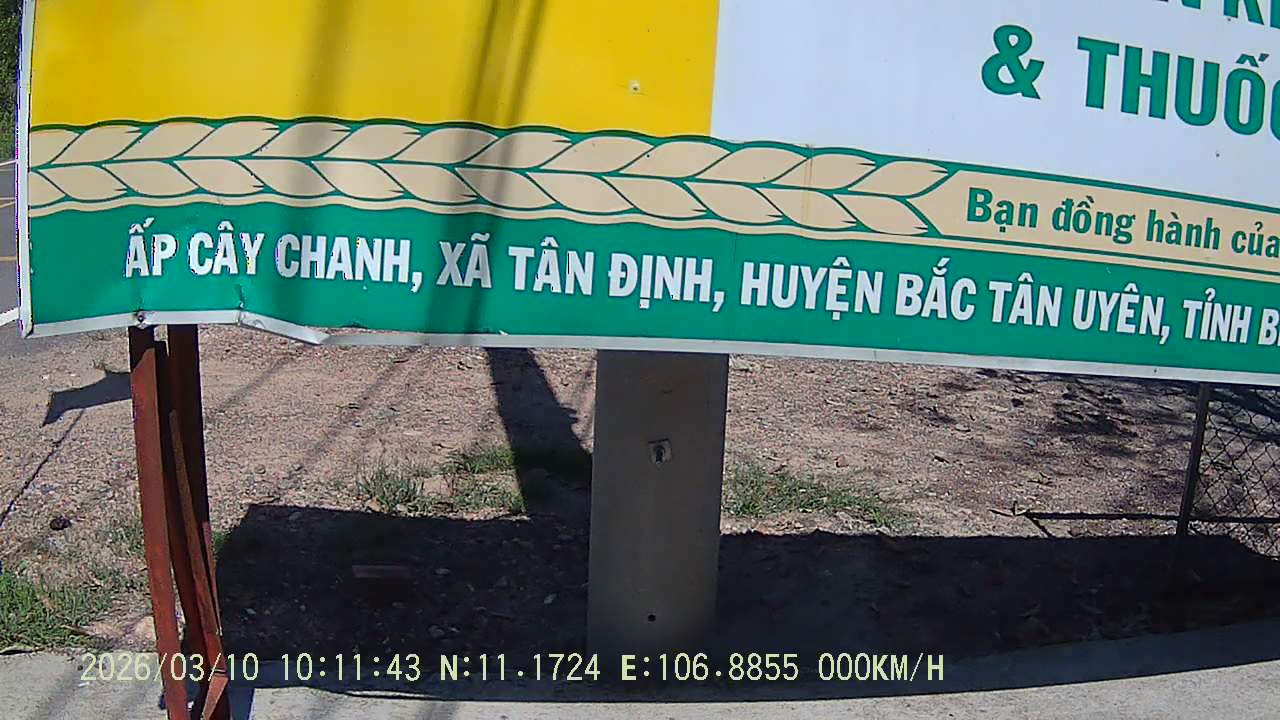 & THUỐC
Bạn đồng hành của
ẤP CÂY CHANH, XÃ TÂN ĐỊNH, HUYỆN BẮC TÂN UYÊN, TỈNH
2026/03/10 10:11:43 N:11.1724 E:106.8855 000KM/H